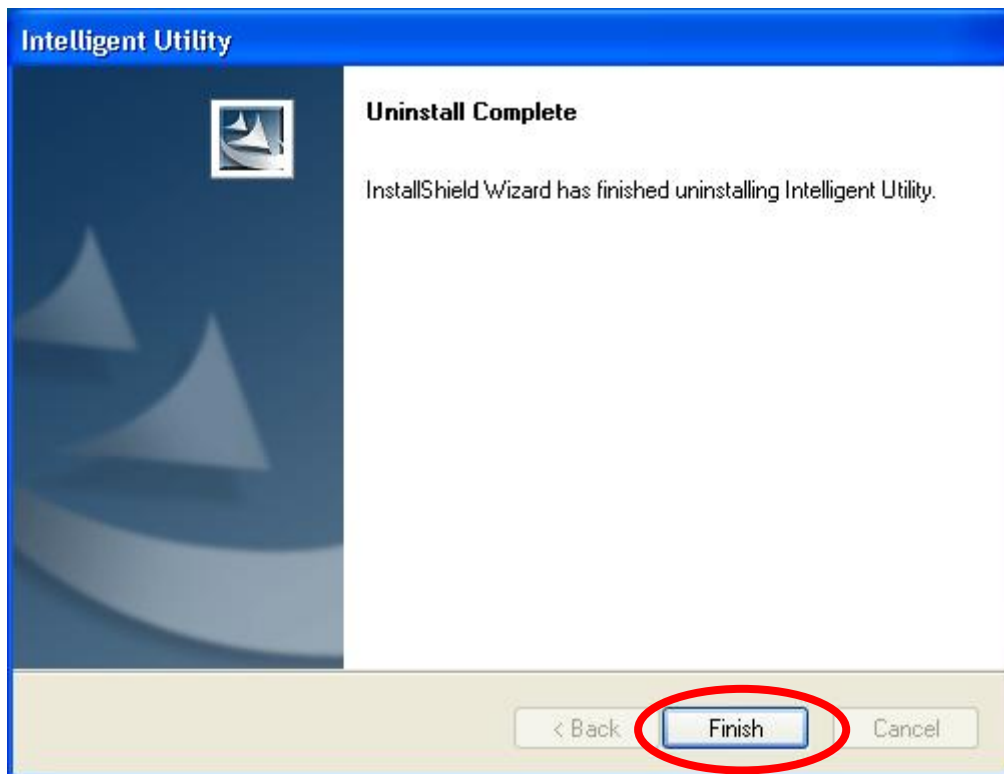 Intelligent Utility
Uninstall Complete
InstallShield Wizard has finished uninstalling Intelligent Utility.
< Back
Finish
Cancel